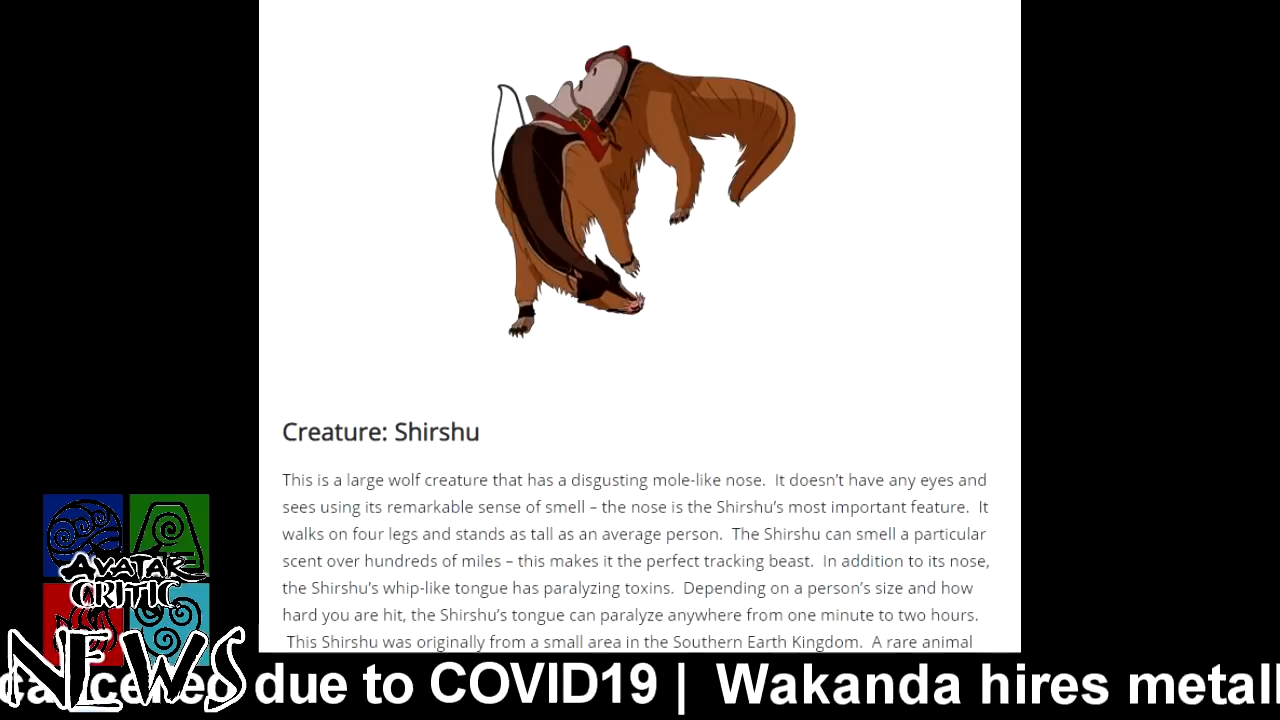 Creature: Shirshu
This is a large wolf creature that has a disgusting mole-like nose. It doesn't have any eyes and
sees using its remarkable sense of smell – the nose is the Shirshu's most important feature. It
walks on four legs and stands as tall as an average person. The Shirshu can smell a particular
scent over hundreds of miles – this makes it the perfect tracking beast. In addition to its nose,
the Shirshu's whip-like tongue has paralyzing toxins. Depending on a person's size and how
hard you are hit, the Shirshu's tongue can paralyze anywhere from one minute to two hours.
This Shirshu was originally from a small area in the Southern Earth Kingdom. A rare animal
AVATAR
CRITIC
NEWS
due to COVID19 | Wakanda hires metall